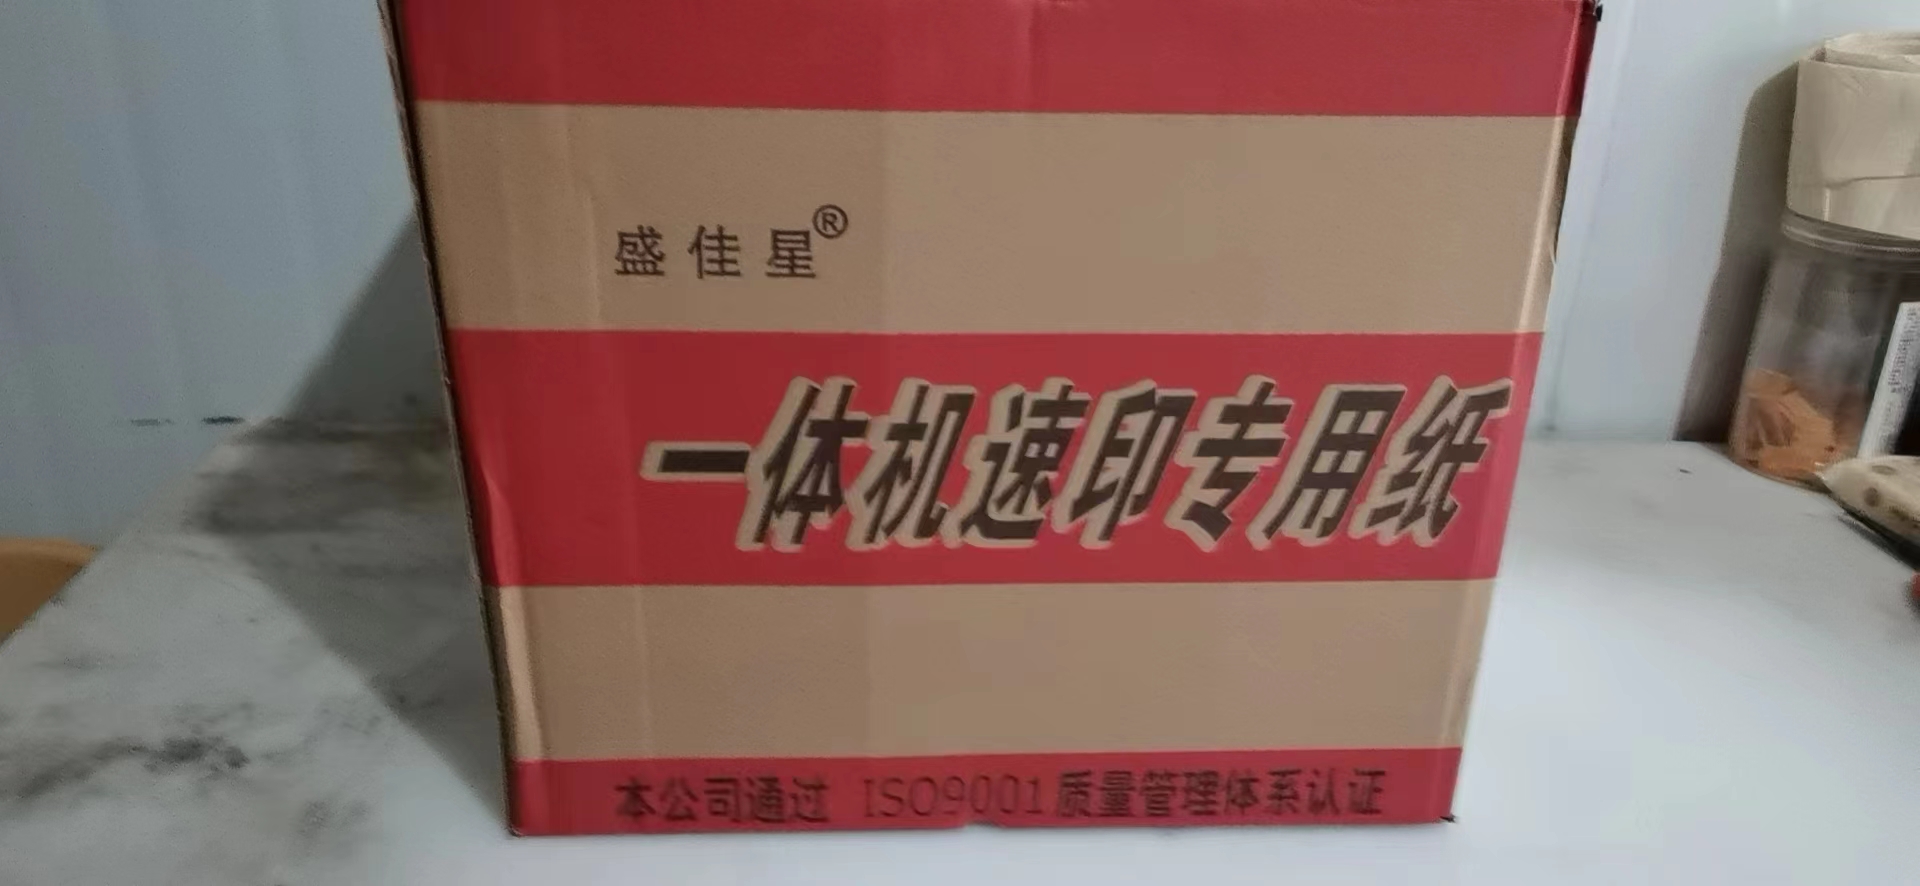 盛佳星®
一体机速印专用纸
本公司通过 ISO9001质量管理体系认证